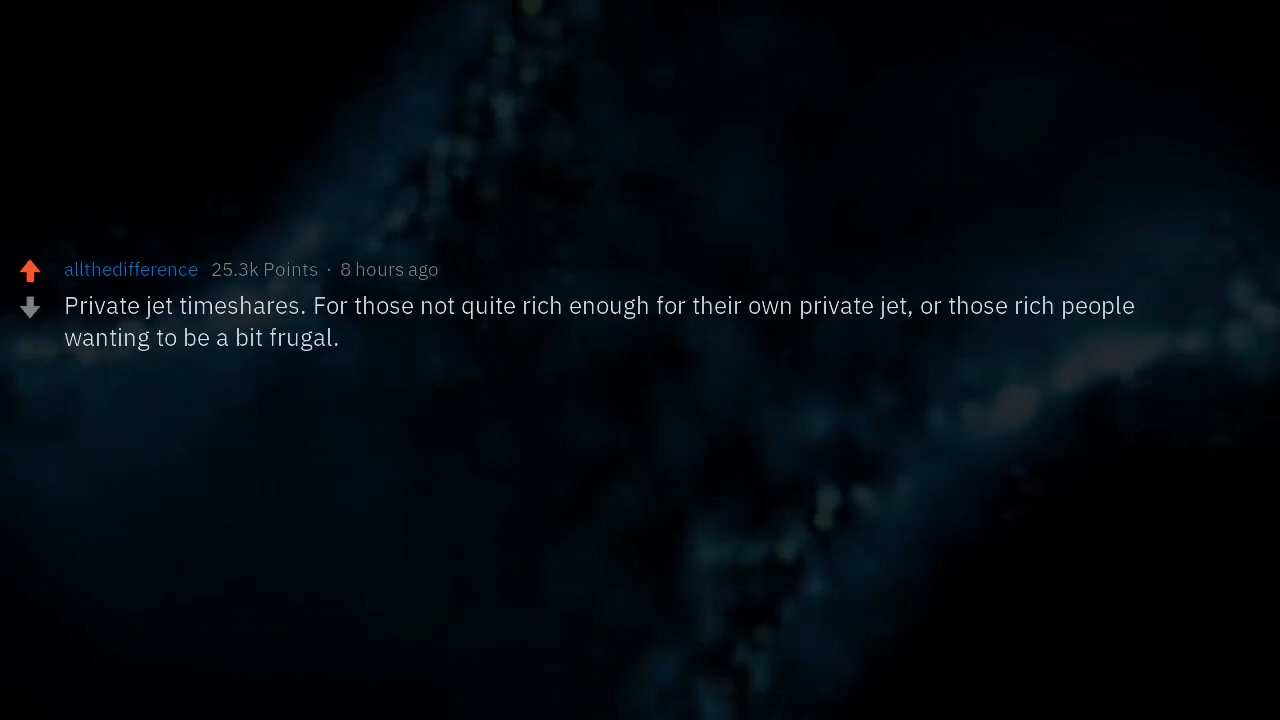 allthedifference 25.3k Points · 8 hours ago
Private jet timeshares. For those not quite rich enough for their own private jet, or those rich people
wanting to be a bit frugal.